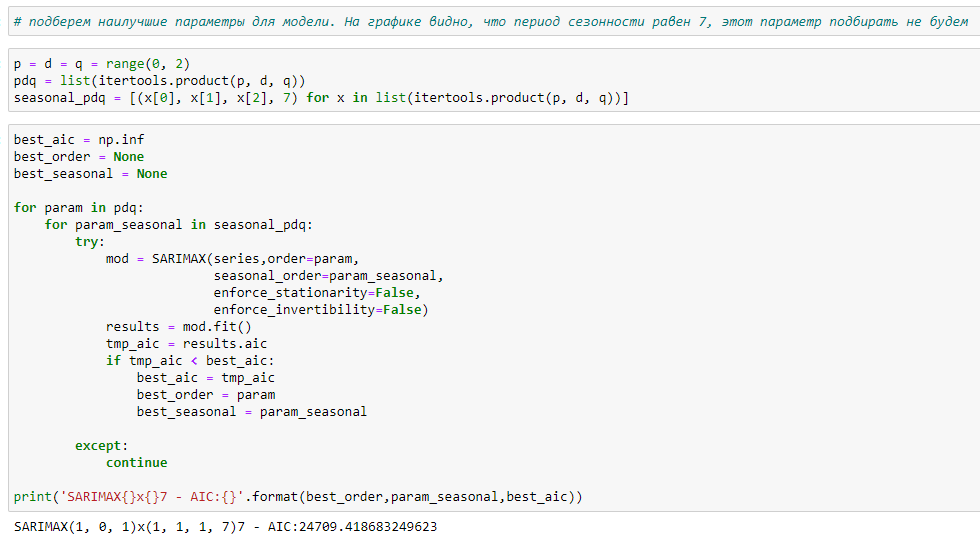 # подберем наилучшие параметры для модели. На графике видно, что период сезонности равен 7, этот параметр подбирать не будем
p = d = q = range(0, 2)
pdq = list(itertools.product(p, d, q))
seasonal_pdq = [(x[0], x[1], x[2], 7) for x in list(itertools.product(p, d, q))]
best_aic = np.inf
best_order = None
best_seasonal = None
for param in pdq:
    for param_seasonal in seasonal_pdq:
        try:
            mod = SARIMAX(series,order=param,
                          seasonal_order=param_seasonal,
                          enforce_stationarity=False,
                          enforce_invertibility=False)
            results = mod.fit()
            tmp_aic = results.aic
            if tmp_aic < best_aic:
                best_aic = tmp_aic
                best_order = param
                best_seasonal = param_seasonal
        except:
            continue
print('SARIMAX{}x{}7 - AIC:{}'.format(best_order,param_seasonal,best_aic))
SARIMAX(1, 0, 1)x(1, 1, 1, 7)7 - AIC:24709.418683249623